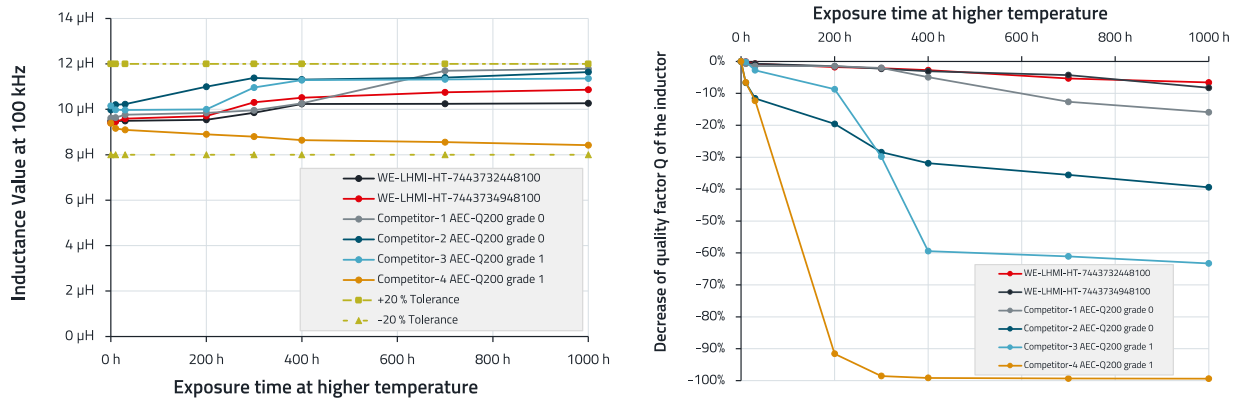 14 µH
12 µH
10 µH
8 µH
6 µH
4 µH
2 µH
0 µH
Inductance Value at 100 kHz
WE-LHMI-HT-7443732448100
WE-LHMI-HT-7443734948100
Competitor-1 AEC-Q200 grade 0
Competitor-2 AEC-Q200 grade 0
Competitor-3 AEC-Q200 grade 1
Competitor-4 AEC-Q200 grade 1
+20 % Tolerance
-20 % Tolerance
0 h 200 h 400 h 600 h 800 h 1000 h
Exposure time at higher temperature
Exposure time at higher temperature
0 h 200 h 400 h 600 h 800 h 1000 h
0%
-10%
-20%
-30%
-40%
-50%
-60%
-70%
-80%
-90%
-100%
Decrease of quality factor Q of the inductor
WE-LHMI-HT-7443732448100
WE-LHMI-HT-7443734948100
Competitor-1 AEC-Q200 grade 0
Competitor-2 AEC-Q200 grade 0
Competitor-3 AEC-Q200 grade 1
Competitor-4 AEC-Q200 grade 1